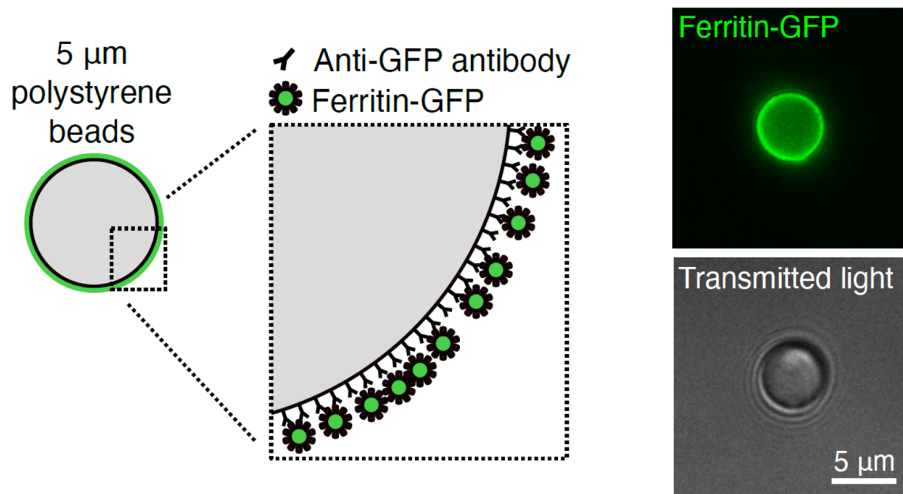 5 µm
polystyrene
beads
Anti-GFP antibody
Ferritin-GFP
Ferritin-GFP
Transmitted light
5 µm